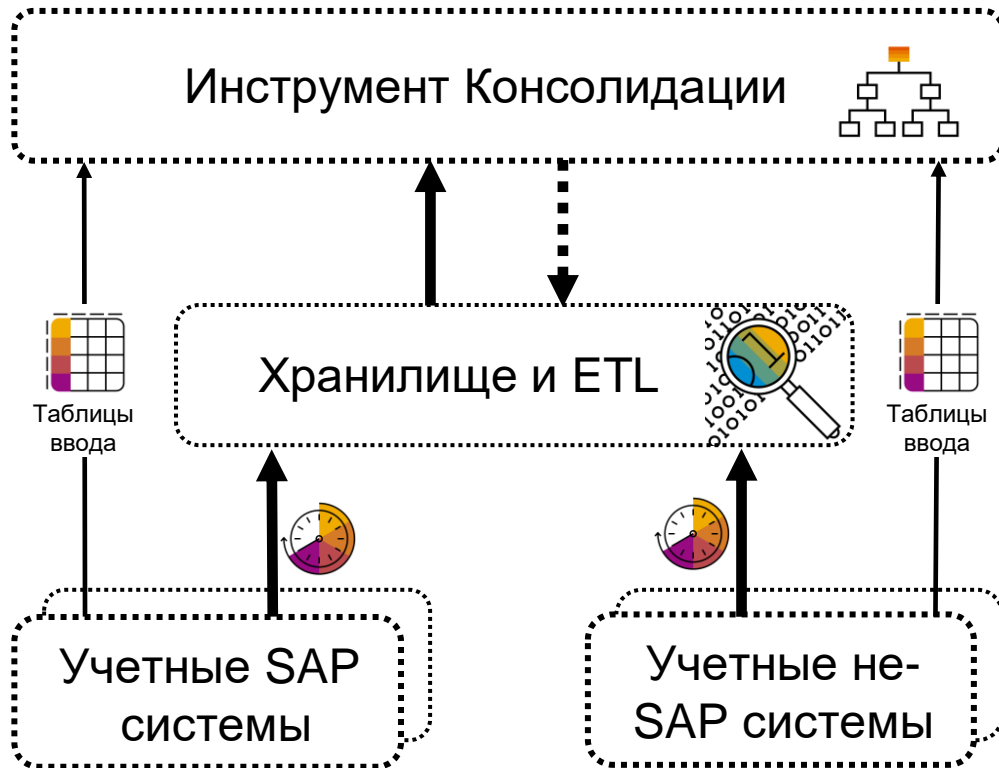 Инструмент Консолидации
Хранилище и ETL
Таблицы
ввода
Таблицы
ввода
Учетные SAP
системы
Учетные не-
SAP системы